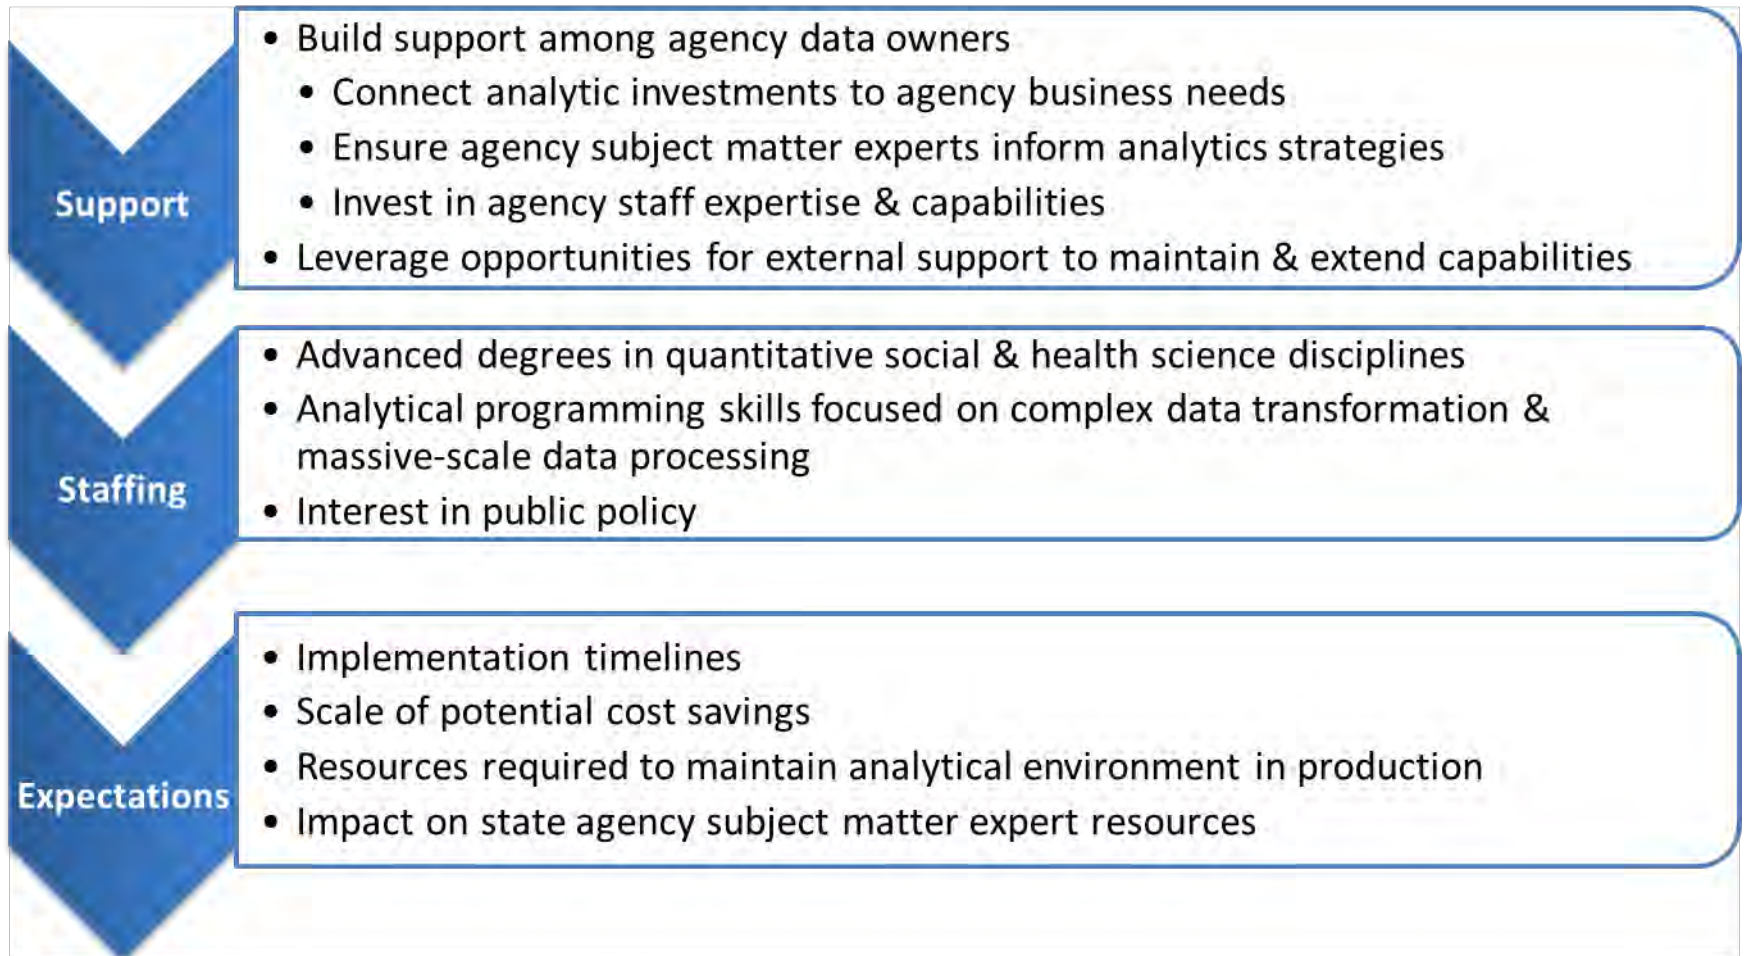 Support
• Build support among agency data owners
• Connect analytic investments to agency business needs
• Ensure agency subject matter experts inform analytics strategies
• Invest in agency staff expertise & capabilities
• Leverage opportunities for external support to maintain & extend capabilities
Staffing
• Advanced degrees in quantitative social & health science disciplines
• Analytical programming skills focused on complex data transformation &
massive-scale data processing
• Interest in public policy
Expectations
• Implementation timelines
• Scale of potential cost savings
• Resources required to maintain analytical environment in production
• Impact on state agency subject matter expert resources